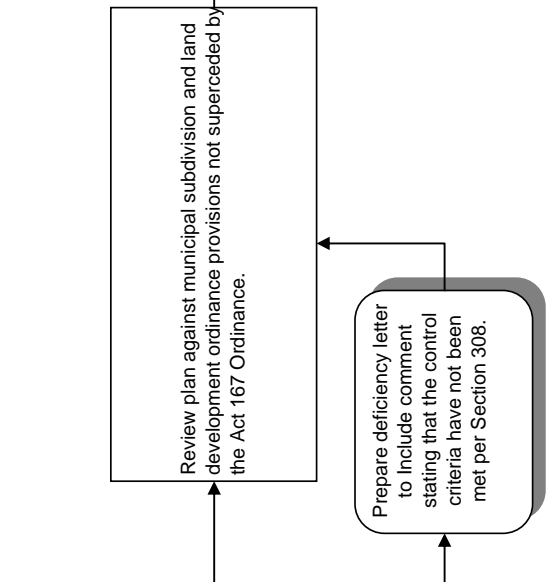 Review plan against municipal subdivision and land
development ordinance provisions not superceded by
the Act 167 Ordinance.
Prepare deficiency letter
to Include comment
stating that the control
criteria have not been
met per Section 308.